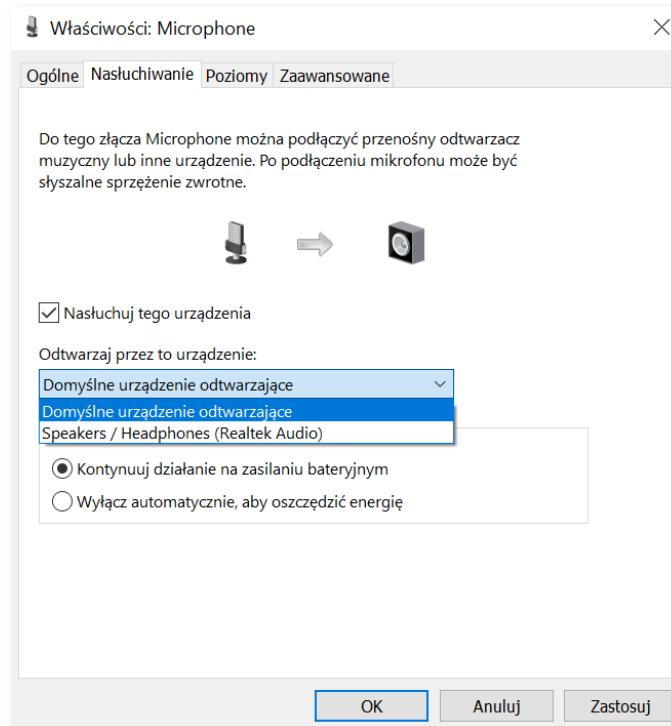 Właściwości: Microphone
Ogólne Nasłuchiwanie Poziomy Zaawansowane
Do tego złącza Microphone można podłączyć przenośny odtwarzacz
muzyczny lub inne urządzenie. Po podłączeniu mikrofonu może być
słyszalne sprzężenie zwrotne.
Nasłuchuj tego urządzenia
Odtwarzaj przez to urządzenie:
Domyślne urządzenie odtwarzające
Domyślne urządzenie odtwarzające
Speakers / Headphones (Realtek Audio)
Kontynuuj działanie na zasilaniu bateryjnym
Wyłącz automatycznie, aby oszczędzić energię
OK Anuluj Zastosuj